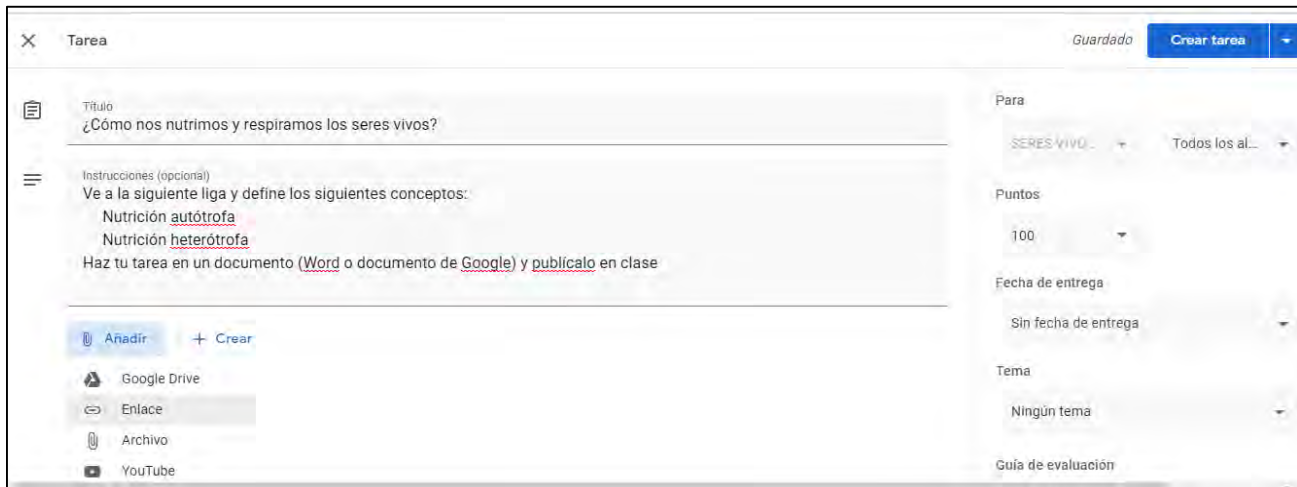 Tarea
Guardado
Crear tarea
Título
¿Cómo nos nutrimos y respiramos los seres vivos?
Instrucciones (opcional)
Ve a la siguiente liga y define los siguientes conceptos:
Nutrición autótrofa
Nutrición heterótrofa
Haz tu tarea en un documento (Word o documento de Google) y publícalo en clase
Añadir
+ Crear
Google Drive
Enlace
Archivo
YouTube
Para
SERES VIVO... Todos los al...
Puntos
100
Fecha de entrega
Sin fecha de entrega
Tema
Ningún tema
Guía de evaluación